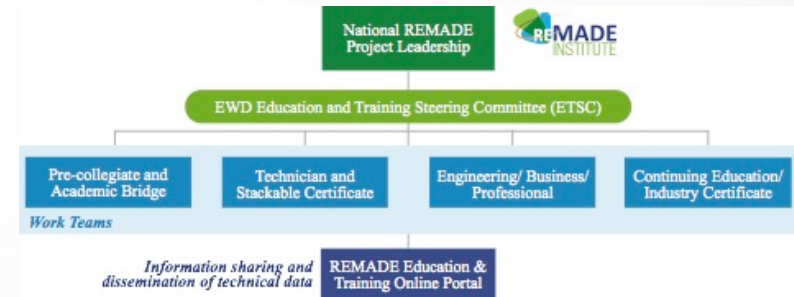 National REMADE
Project Leadership
REMADE
INSTITUTE
EWD Education and Training Steering Committee (ETSC)
Pre-collegiate and
Academic Bridge
Technician and
Stackable Certificate
Engineering/ Business/
Professional
Continuing Education/
Industry Certificate
Work Teams
Information sharing and
dissemination of technical data
REMADE Education &
Training Online Portal